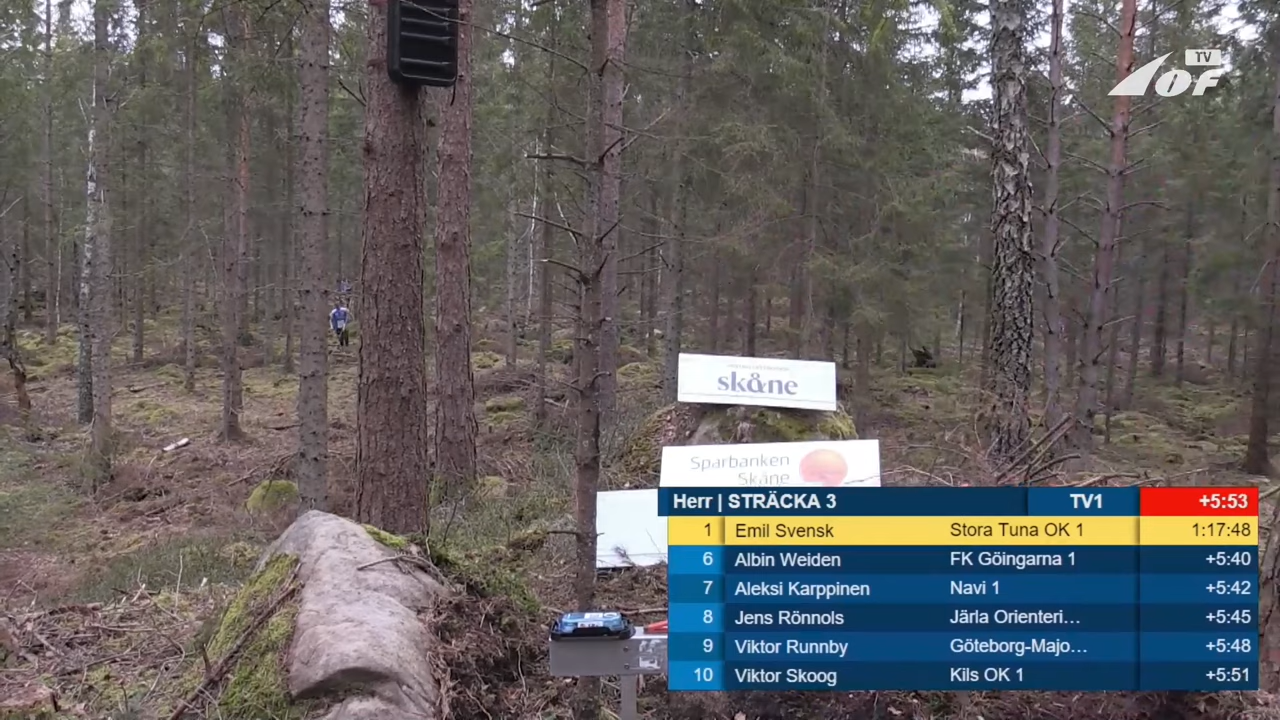 TV
OF
skåne
Sparbanken
Skåne
Herr | STRÄCKA 3 TV1 +5:53
1 Emil Svensk Stora Tuna OK 1 1:17:48
6 Albin Weiden FK Göingarna 1 +5:40
7 Aleksi Karppinen Navi 1 +5:42
8 Jens Rönnols Järla Orienteri... +5:45
9 Viktor Runnby Göteborg-Majo... +5:48
10 Viktor Skoog Kils OK 1 +5:51